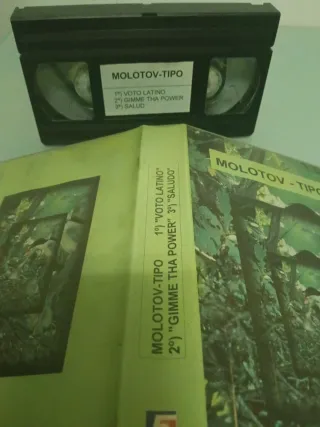 MOLOTOV-TIPO
1º) VOTO LATINO
2º) GIMME THA POWER
3º) SALUD
MOLOTOV - TIPO
MOLOTOV-TIPO 1º) "VOTO LATINO"
2º) "GIMME THA POWER" 3º) "SALUDO"